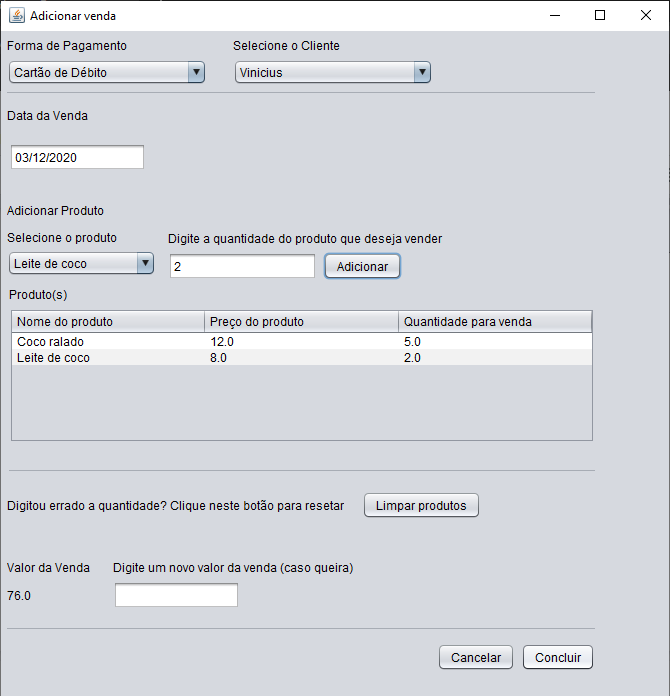 Adicionar venda
Forma de Pagamento Selecione o Cliente
Cartão de Débito Vinicius
Data da Venda
03/12/2020
Adicionar Produto
Selecione o produto Digite a quantidade do produto que deseja vender
Leite de coco 2 Adicionar
Produto(s)
Nome do produto Preço do produto Quantidade para venda
Coco ralado 12.0 5.0
Leite de coco 8.0 2.0
Digitou errado a quantidade? Clique neste botão para resetar Limpar produtos
Valor da Venda Digite um novo valor da venda (caso queira)
76.0
Cancelar Concluir